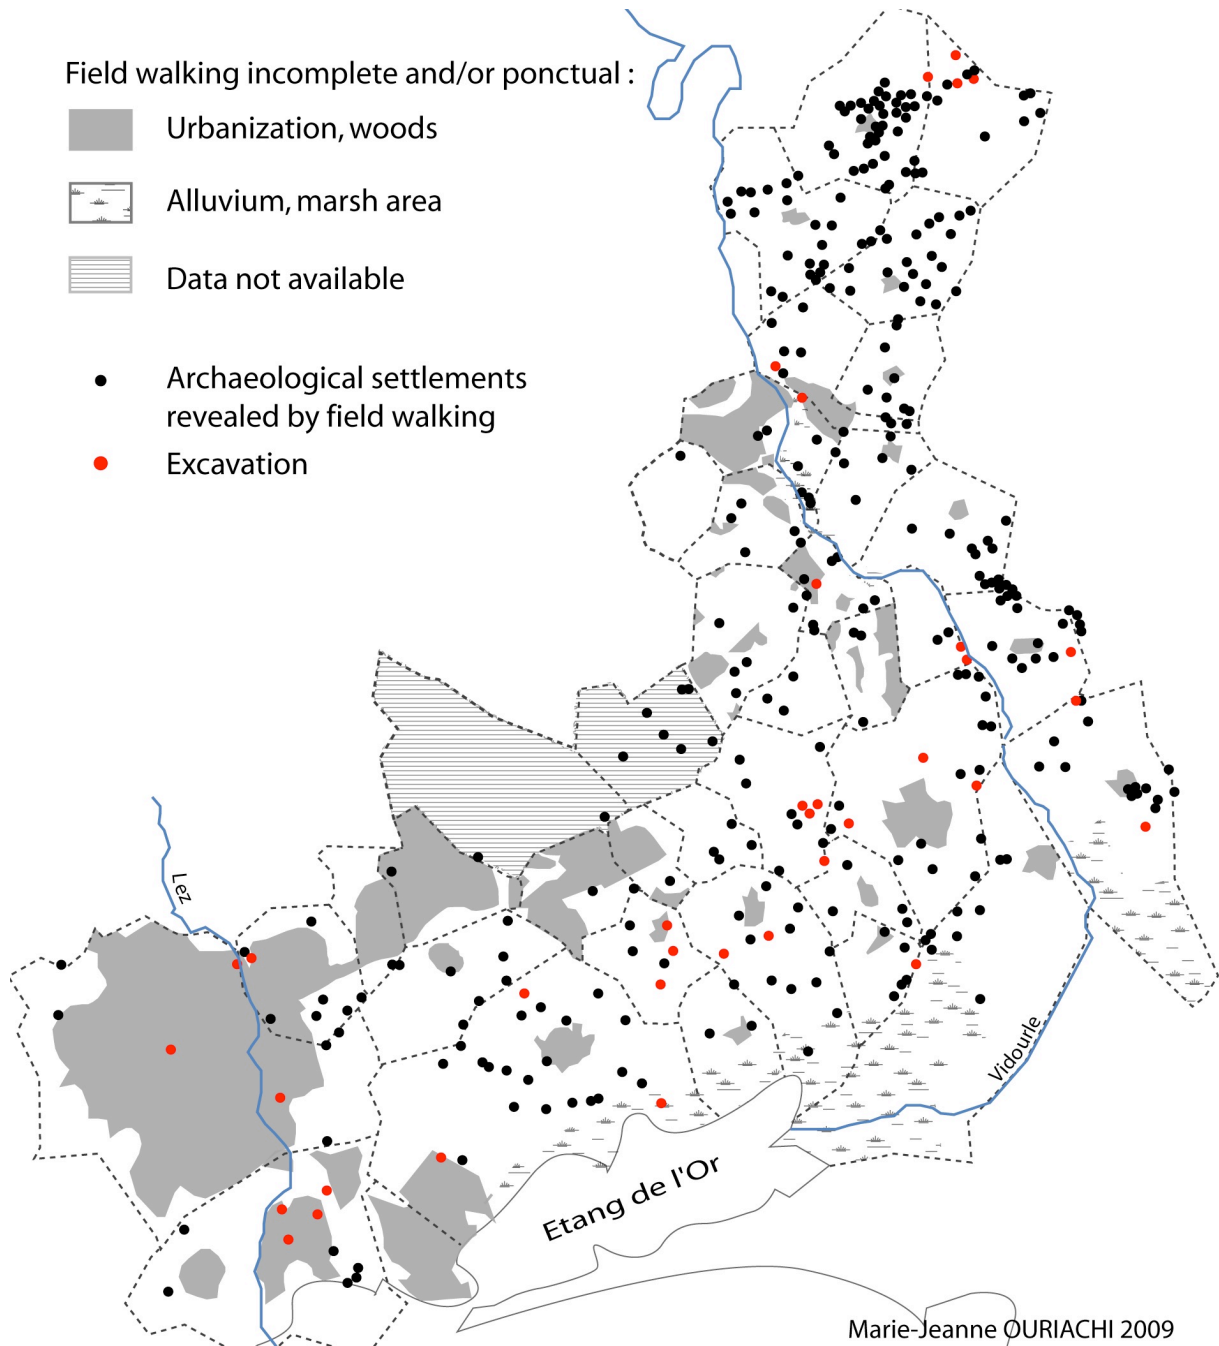 Field walking incomplete and/or ponctual :
Urbanization, woods
Alluvium, marsh area
Data not available
Archaeological settlements
revealed by field walking
Excavation
Lez
Vidourle
Etang de l'Or
Marie-Jeanne OURIACHI 2009